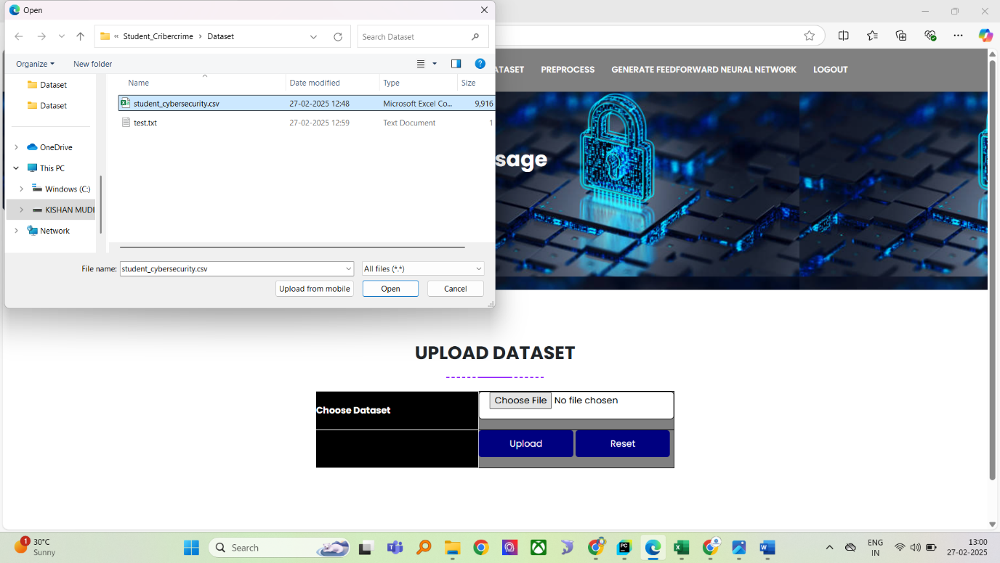 Open
« Student_Cribercrime > Dataset
Search Dataset
Organize
New folder
Dataset
Dataset
OneDrive
This PC
Windows (C:)
KISHAN MUD
Network
Name
Date modified
Type
Size
student_cybersecurity.csv
27-02-2025 12:48
Microsoft Excel Co...
9,916
test.txt
27-02-2025 12:59
Text Document
1
File name:
student_cybersecurity.csv
All files (*.*)
Upload from mobile
Open
Cancel
ATASET
PREPROCESS
GENERATE FEEDFORWARD NEURAL NETWORK
LOGOUT
sage
UPLOAD DATASET
Choose Dataset
Choose File No file chosen
Upload
Reset
1
30°C
Sunny
Search
PC
ENG
IN
13:00
27-02-2025